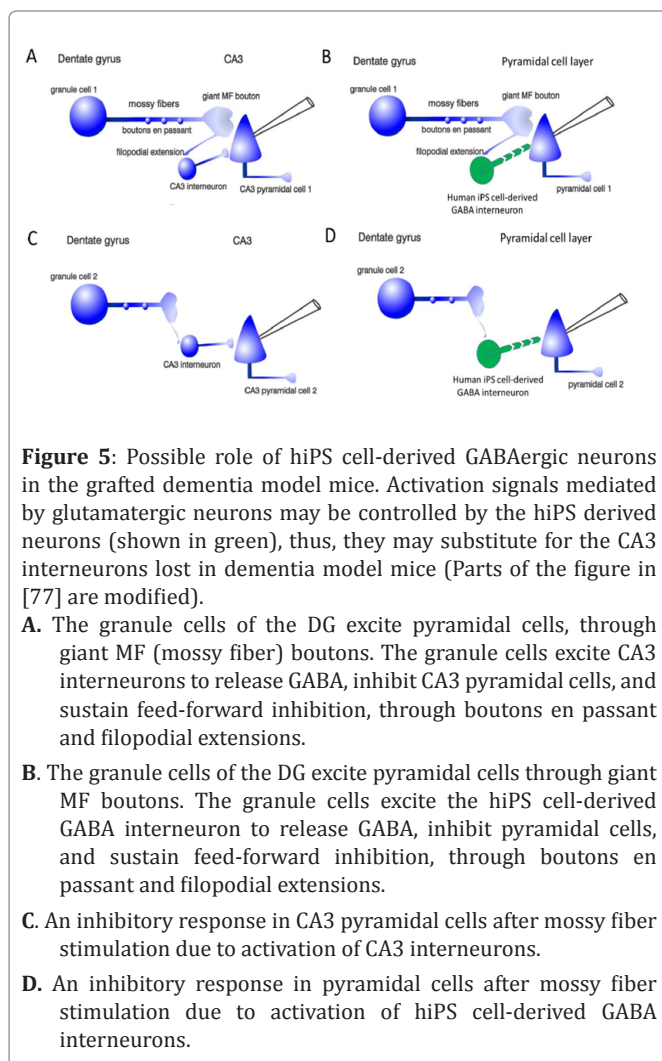 A
Dentate gyrus
CA3
granule cell 1
mossy fibers
giant MF bouton
boutons en passant
filopodial extension
CA3 interneuron
CA3 pyramidal cell 1
B
Dentate gyrus
Pyramidal cell layer
granule cell 1
mossy fibers
giant MF bouton
boutons en passant
filopodial extension
Human iPS cell-derived
GABA interneuron
pyramidal cell 1
C
Dentate gyrus
CA3
granule cell 2
CA3 interneuron
CA3 pyramidal cell 2
D
Dentate gyrus
Pyramidal cell layer
granule cell 2
Human iPS cell-derived
GABA interneuron
pyramidal cell 2
Figure 5: Possible role of hiPS cell-derived GABAergic neurons
in the grafted dementia model mice. Activation signals mediated
by glutamatergic neurons may be controlled by the hiPS derived
neurons (shown in green), thus, they may substitute for the CA3
interneurons lost in dementia model mice (Parts of the figure in
[77] are modified).
A. The granule cells of the DG excite pyramidal cells, through
giant MF (mossy fiber) boutons. The granule cells excite CA3
interneurons to release GABA, inhibit CA3 pyramidal cells, and
sustain feed-forward inhibition, through boutons en passant
and filopodial extensions.
B. The granule cells of the DG excite pyramidal cells through giant
MF boutons. The granule cells excite the hiPS cell-derived
GABA interneuron to release GABA, inhibit pyramidal cells,
and sustain feed-forward inhibition, through boutons en
passant and filopodial extensions.
C. An inhibitory response in CA3 pyramidal cells after mossy fiber
stimulation due to activation of CA3 interneurons.
D. An inhibitory response in pyramidal cells after mossy fiber
stimulation due to activation of hiPS cell-derived GABA
interneurons.